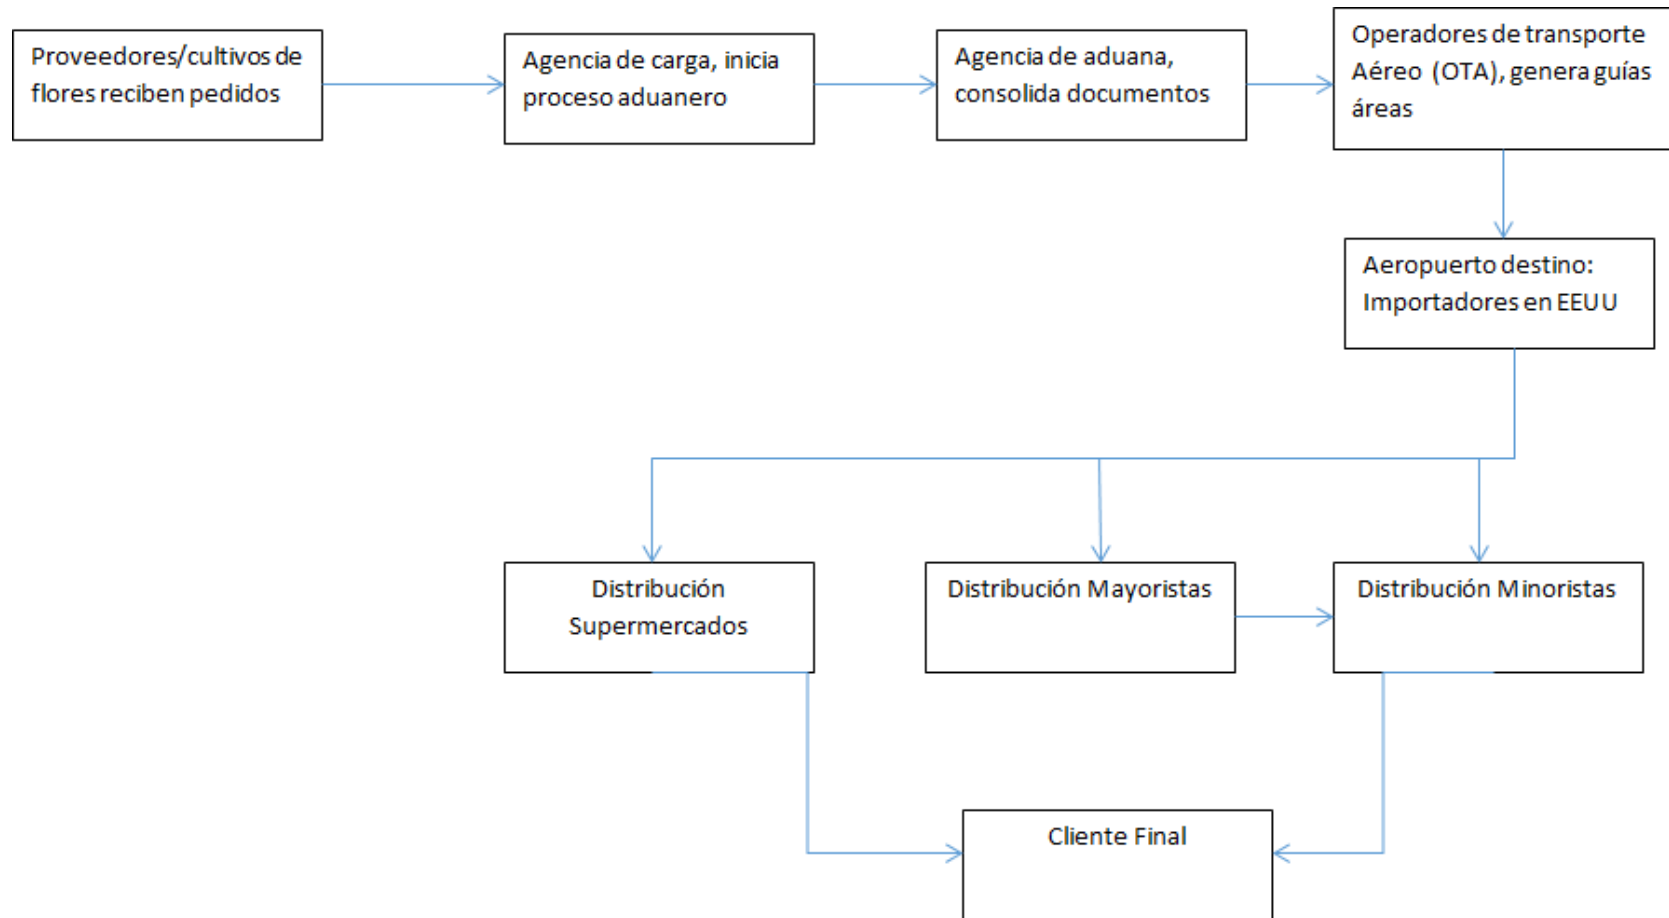 Proveedores/cultivos de
flores reciben pedidos
Agencia de carga, inicia
proceso aduanero
Agencia de aduana,
consolida documentos
Operadores de transporte
Aéreo (OTA), genera guías
áreas
Aeropuerto destino:
Importadores en EEUU
Distribución
Supermercados
Distribución Mayoristas
Distribución Minoristas
Cliente Final